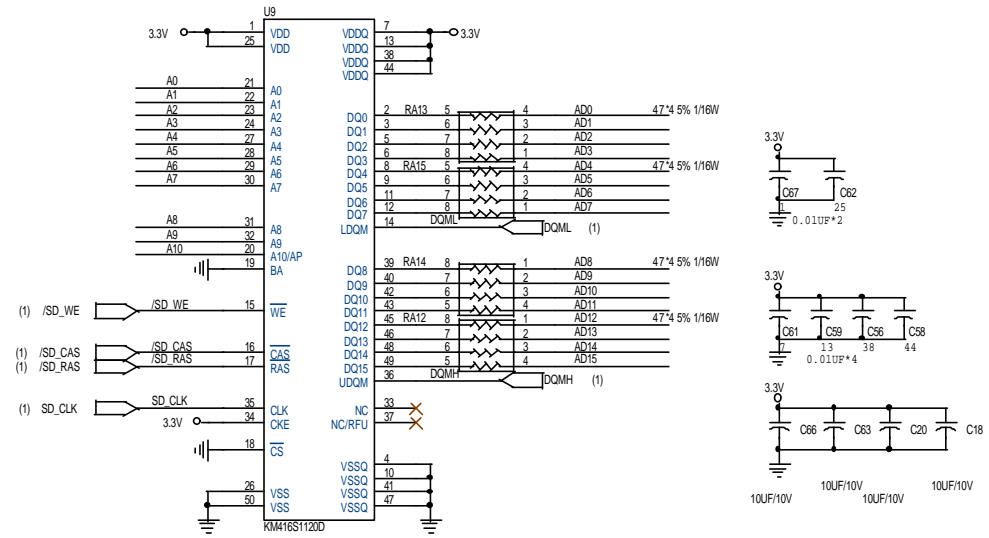 U9
3.3V 1 VDD VDDQ 7 3.3V
25 VDD VDDQ 13
VDDQ 38
VDDQ 44
A0 21 A0
A1 22 A1
A2 23 A2 DQ0 2 RA13 5 4 AD0 47*4 5% 1/16W
A3 24 A3 DQ1 3 6 3 AD1
A4 27 A4 DQ2 5 7 2 AD2
A5 28 A5 DQ3 6 8 1 AD3
A6 29 A6 DQ4 8 RA15 5 4 AD4 47*4 5% 1/16W
A7 30 A7 DQ5 9 6 3 AD5
DQ6 11 7 2 AD6
DQ7 12 8 1 AD7
A8 31 A8 LDQM 14 DQML DQML (1)
A9 32 A9
A10 20 A10/AP
19 BA DQ8 39 RA14 8 1 AD8 47*4 5% 1/16W
DQ9 40 7 2 AD9
DQ10 42 6 3 AD10
(1) /SD_WE /SD_WE 15 WE DQ11 43 5 4 AD11
DQ12 45 RA12 8 1 AD12 47*4 5% 1/16W
DQ13 46 7 2 AD13
(1) /SD_CAS /SD_CAS 16 CAS DQ14 48 6 3 AD14
(1) /SD_RAS /SD_RAS 17 RAS DQ15 49 5 4 AD15
UDQM 36 DQMH DQMH (1)
(1) SD_CLK SD_CLK 35 CLK NC 33
3.3V 34 CKE NC/RFU 37
18 CS
VSSQ 4
VSSQ 10
26 VSS VSSQ 41
50 VSS VSSQ 47
KM416S1120D
3.3V
C67 C62
1 25
0.01UF*2
3.3V
C61 C59 C56 C58
7 13 38 44
0.01UF*4
3.3V
C66 C63 C20 C18
10UF/10V 10UF/10V 10UF/10V 10UF/10V